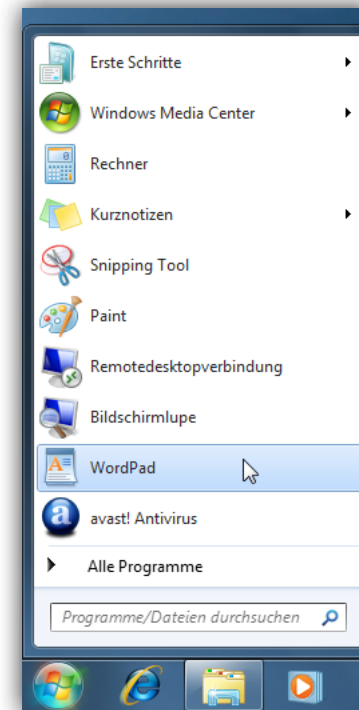 Erste Schritte
Windows Media Center
Rechner
Kurznotizen
Snipping Tool
Paint
Remotedesktopverbindung
Bildschirmlupe
WordPad
avast! Antivirus
Alle Programme
Programme/Dateien durchsuchen